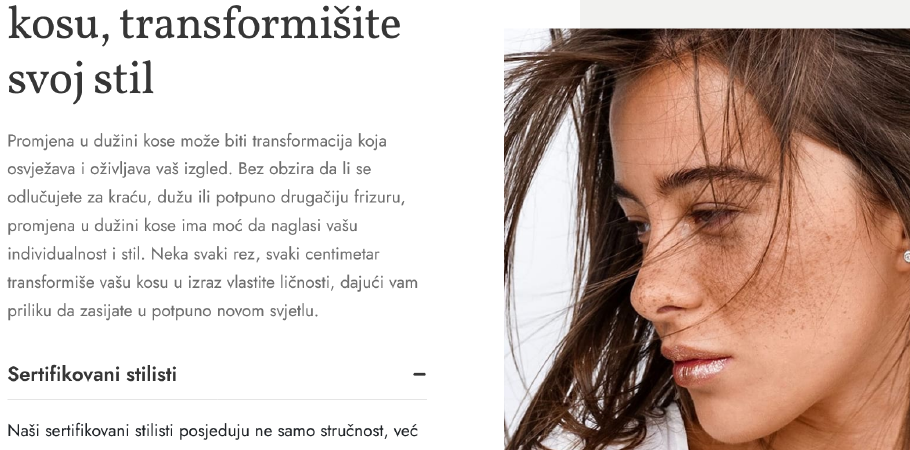 kosu, transformišite
svoj stil
Promjena u dužini kose može biti transformacija koja
osvježava i oživljava vaš izgled. Bez obzira da li se
odlučujete za kraću, dužu ili potpuno drugačiju frizuru,
promjena u dužini kose ima moć da naglasi vašu
individualnost i stil. Neka svaki rez, svaki centimetar
transformiše vašu kosu u izraz vlastite ličnosti, dajući vam
priliku da zasijate u potpuno novom svjetlu.
Sertifikovani stilisti
Naši sertifikovani stilisti posjeduju ne samo stručnost, već